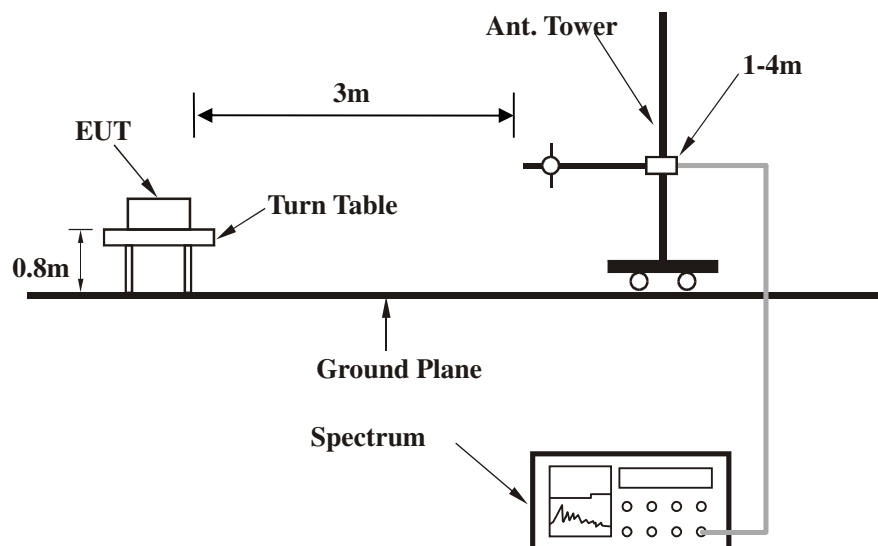 Ant. Tower
1-4m
3m
EUT
Turn Table
0.8m
Ground Plane
Spectrum